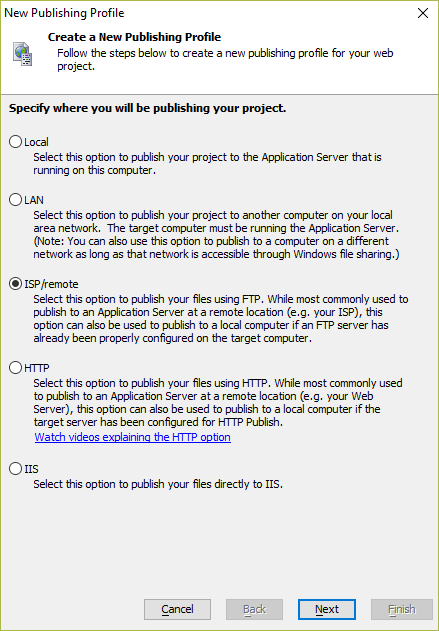 New Publishing Profile
Create a New Publishing Profile
Follow the steps below to create a new publishing profile for your web
project.
Specify where you will be publishing your project.
Local
Select this option to publish your project to the Application Server that is
running on this computer.
LAN
Select this option to publish your project to another computer on your local
area network.  The target computer must be running the Application Server.
(Note: You can also use this option to publish to a computer on a different
network as long as that network is accessible through Windows file sharing.)
ISP/remote
Select this option to publish your files using FTP. While most commonly used to
publish to an Application Server at a remote location (e.g. your ISP), this
option can also be used to publish to a local computer if an FTP server has
already been properly configured on the target computer.
HTTP
Select this option to publish your files using HTTP. While most commonly used
to publish to an Application Server at a remote location (e.g. your Web
Server), this option can also be used to publish to a local computer if the
target server has been configured for HTTP Publish.
Watch videos explaining the HTTP option
IIS
Select this option to publish your files directly to IIS.
Cancel
Back
Next
Finish